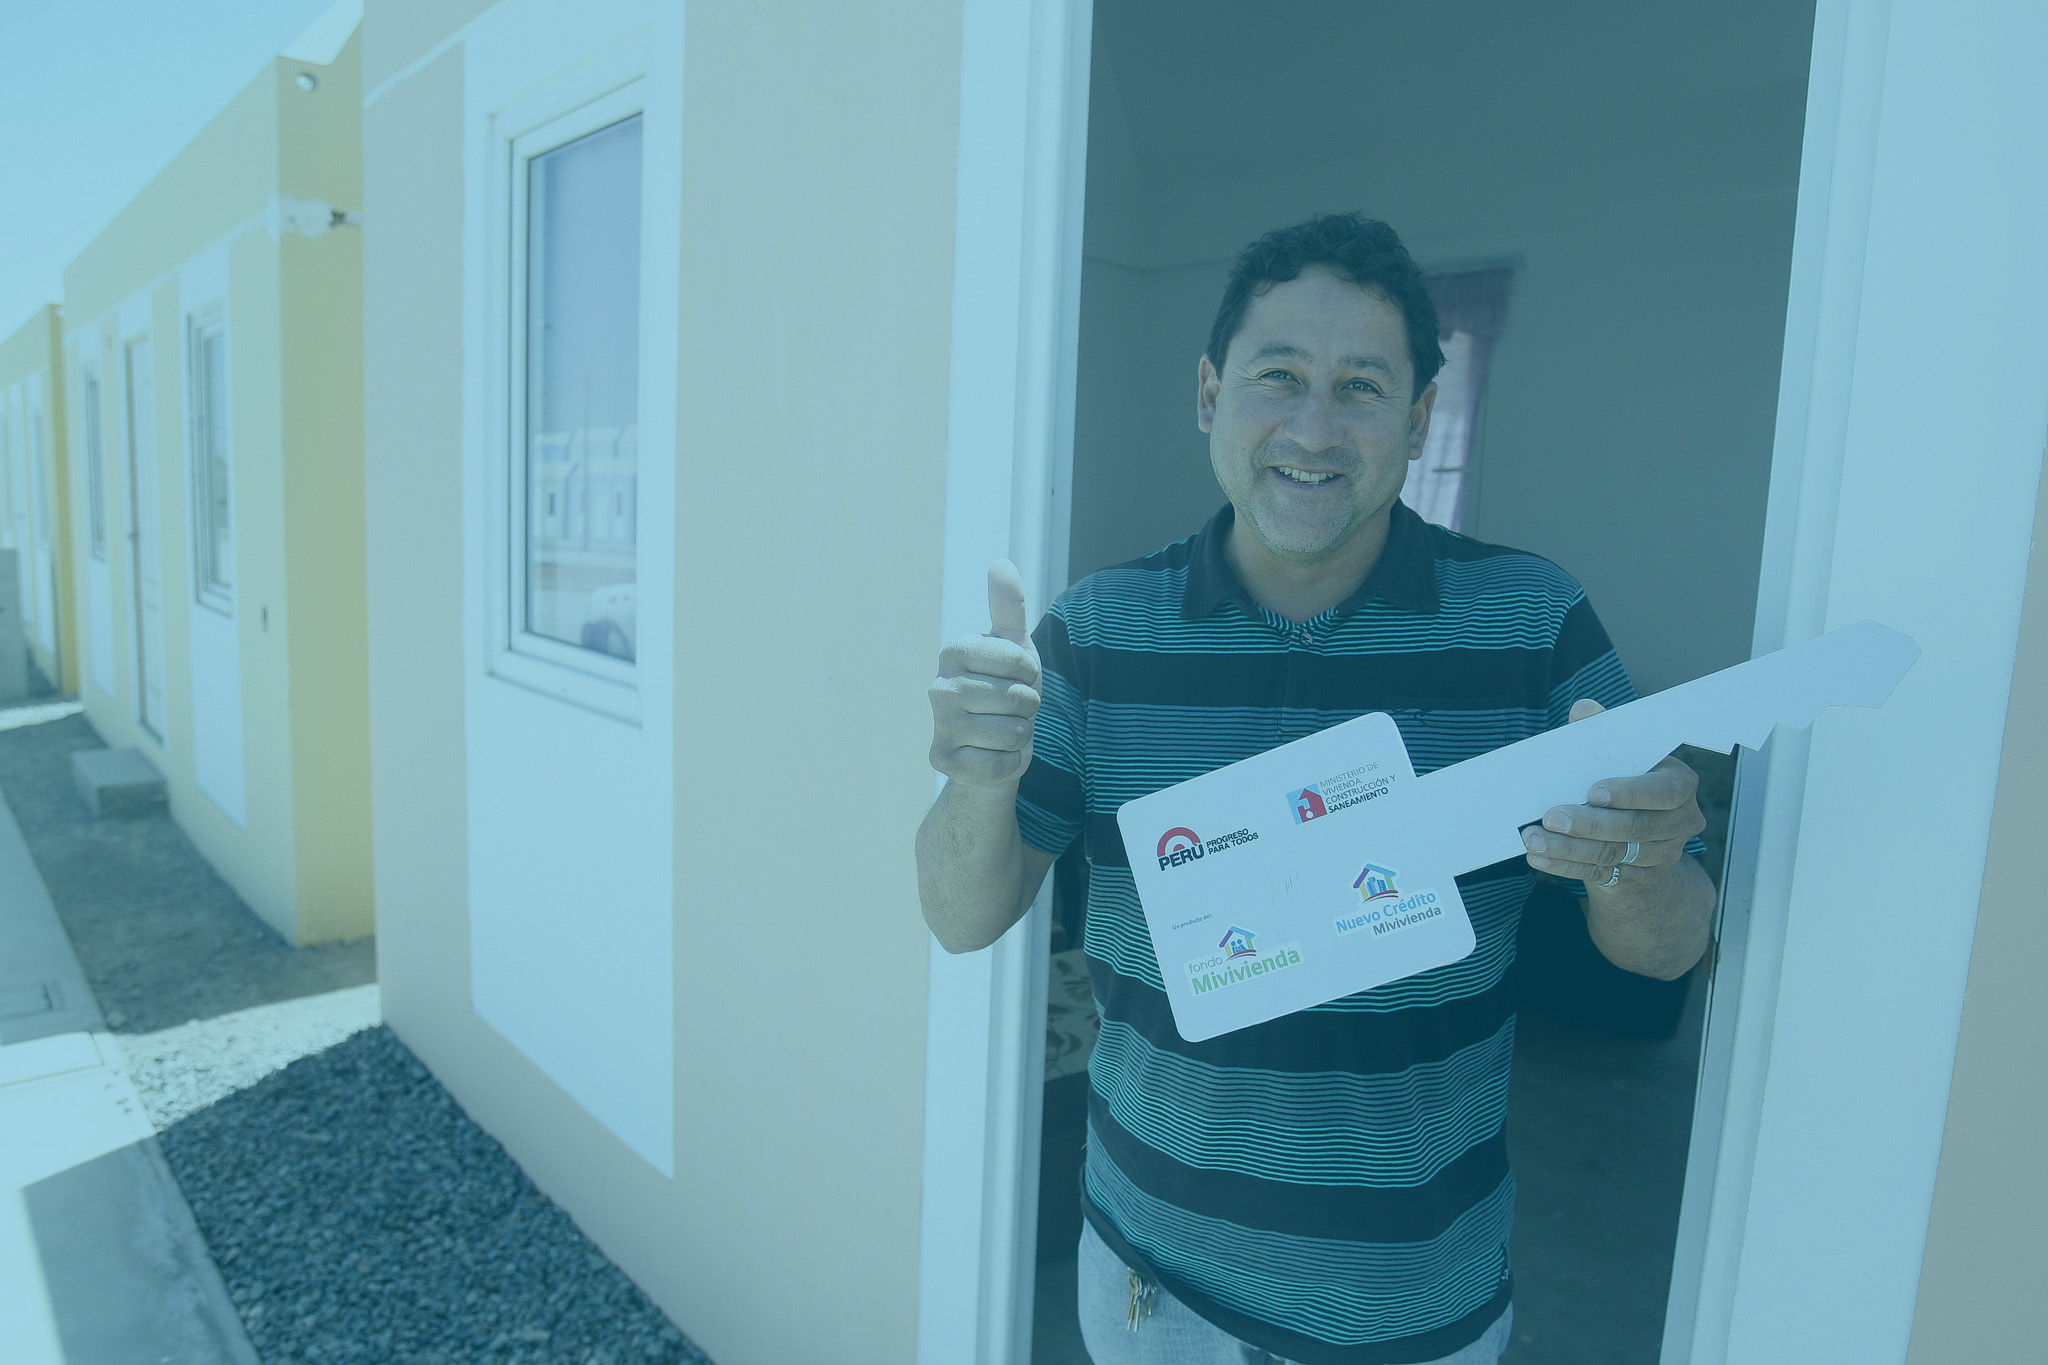 MINISTERIO DE
VIVIENDA
CONSTRUCCIÓN Y
SANEAMIENTO
PERÚ
PROGRESO
PARA TODOS
Nuevo Crédito
Mivivienda
Un producto del:
fondo
Mivivienda